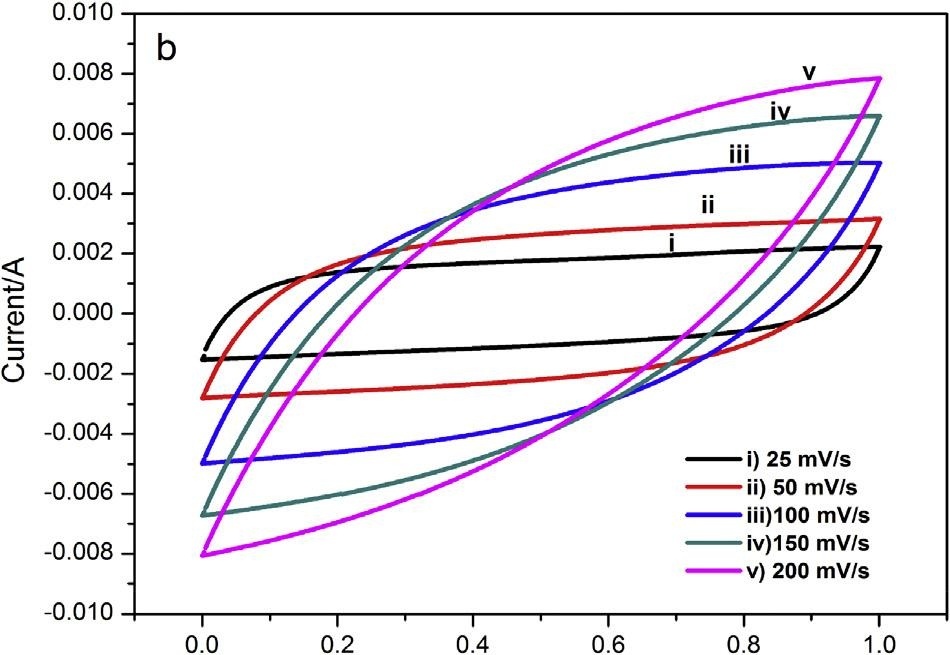 b
0.010
0.008
0.006
0.004
0.002
0.000
-0.002
-0.004
-0.006
-0.008
-0.010
Current/A
v
iv
iii
ii
i
i) 25 mV/s
ii) 50 mV/s
iii)100 mV/s
iv)150 mV/s
v) 200 mV/s
0.0 0.2 0.4 0.6 0.8 1.0